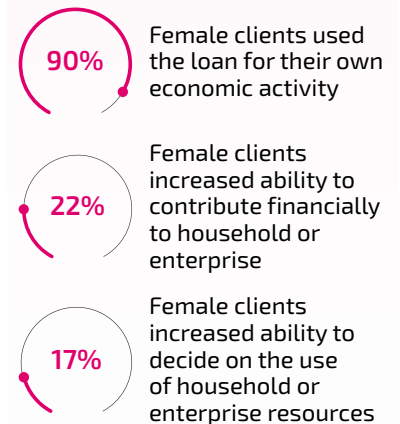 90%
Female clients used
the loan for their own
economic activity
22%
Female clients
increased ability to
contribute financially
to household or
enterprise
17%
Female clients
increased ability to
decide on the use
of household or
enterprise resources